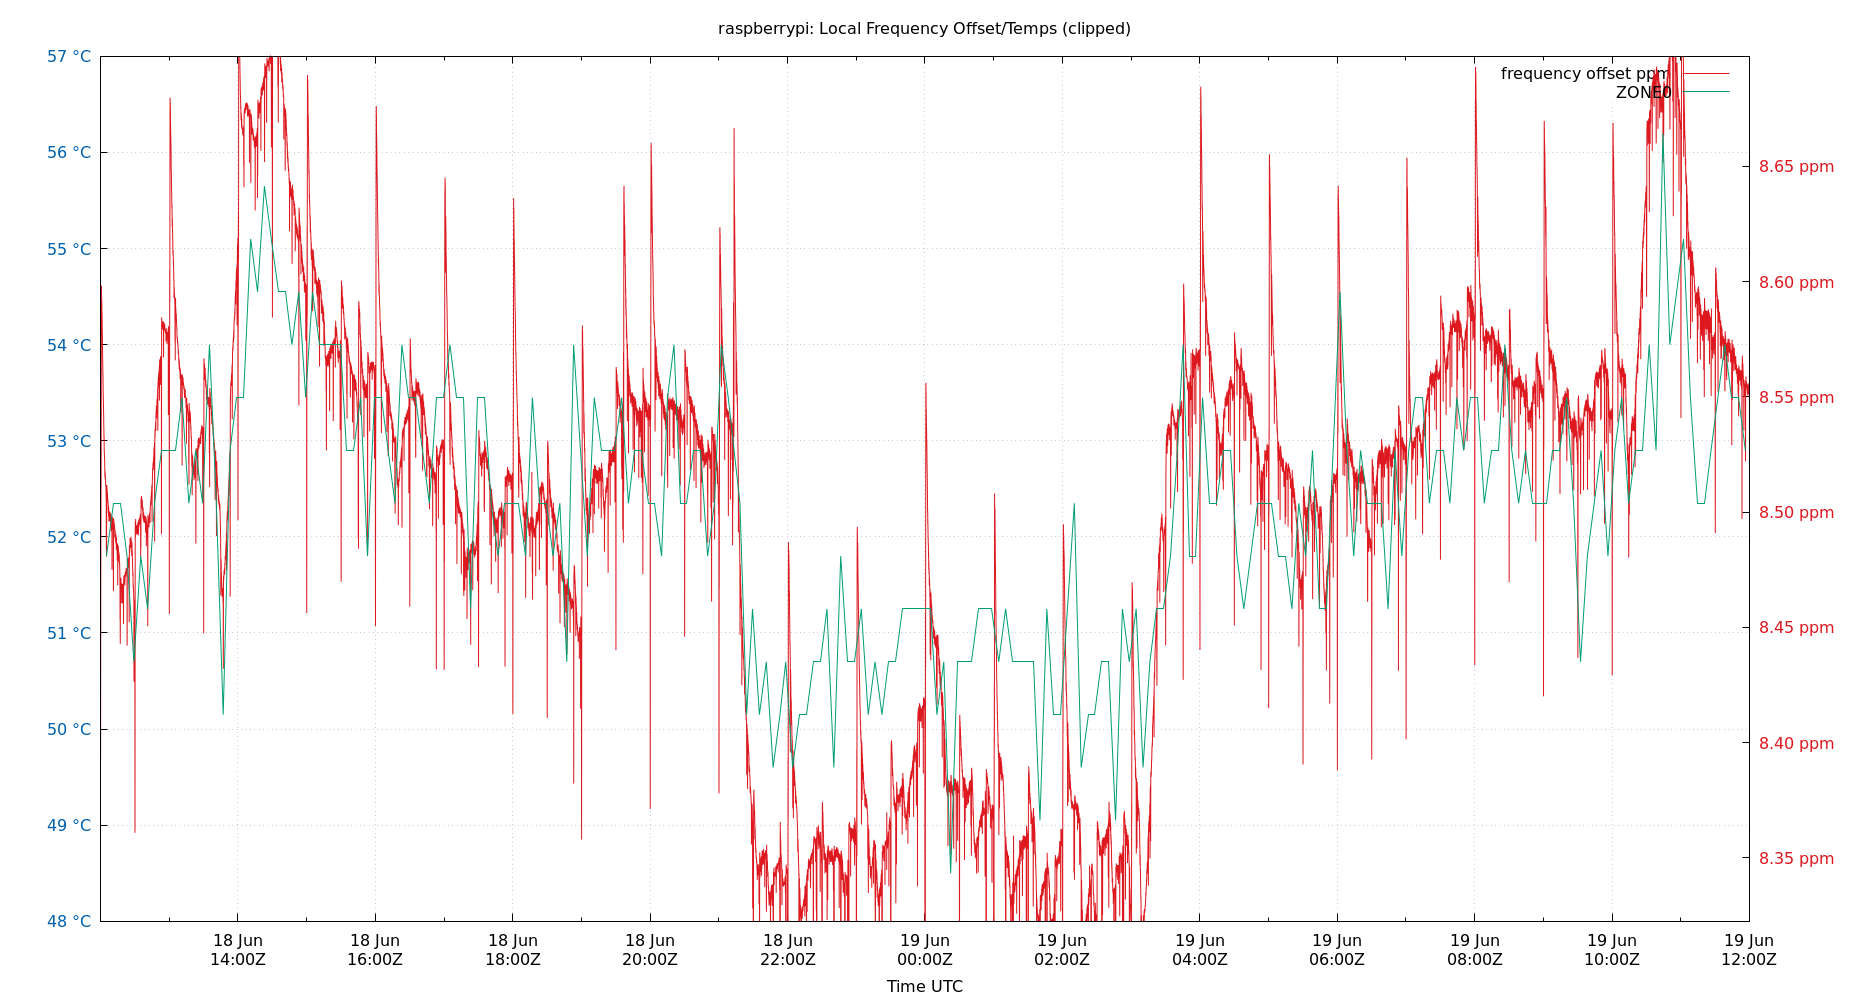 raspberrypi: Local Frequency Offset/Temps (clipped)
57 °C
56 °C
55 °C
54 °C
53 °C
52 °C
51 °C
50 °C
49 °C
48 °C
frequency offset ppm
ZONE0
8.65 ppm
8.60 ppm
8.55 ppm
8.50 ppm
8.45 ppm
8.40 ppm
8.35 ppm
18 Jun 18 Jun 18 Jun 18 Jun 18 Jun 19 Jun 19 Jun 19 Jun 19 Jun 19 Jun 19 Jun 19 Jun
14:00Z 16:00Z 18:00Z 20:00Z 22:00Z 00:00Z 02:00Z 04:00Z 06:00Z 08:00Z 10:00Z 12:00Z
Time UTC